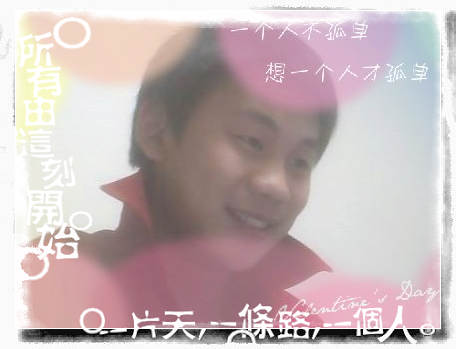 一个人不孤单
想一个人才孤单
所有由這刻開始
Valentine's Day
一片天,一條路,一個人。